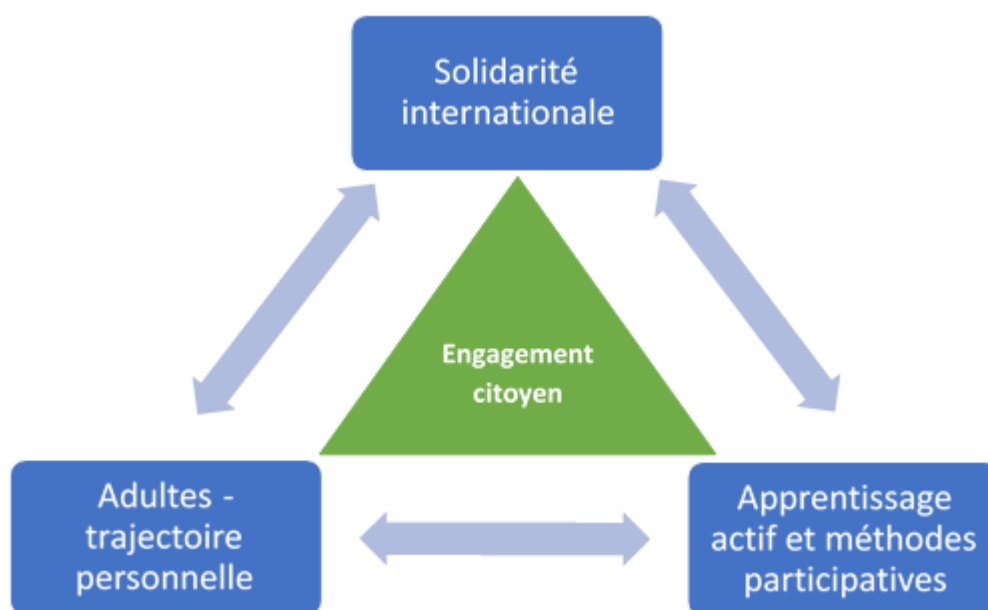 Solidarité
internationale
Engagement
citoyen
Adultes -
trajectoire
personnelle
Apprentissage
actif et méthodes
participatives